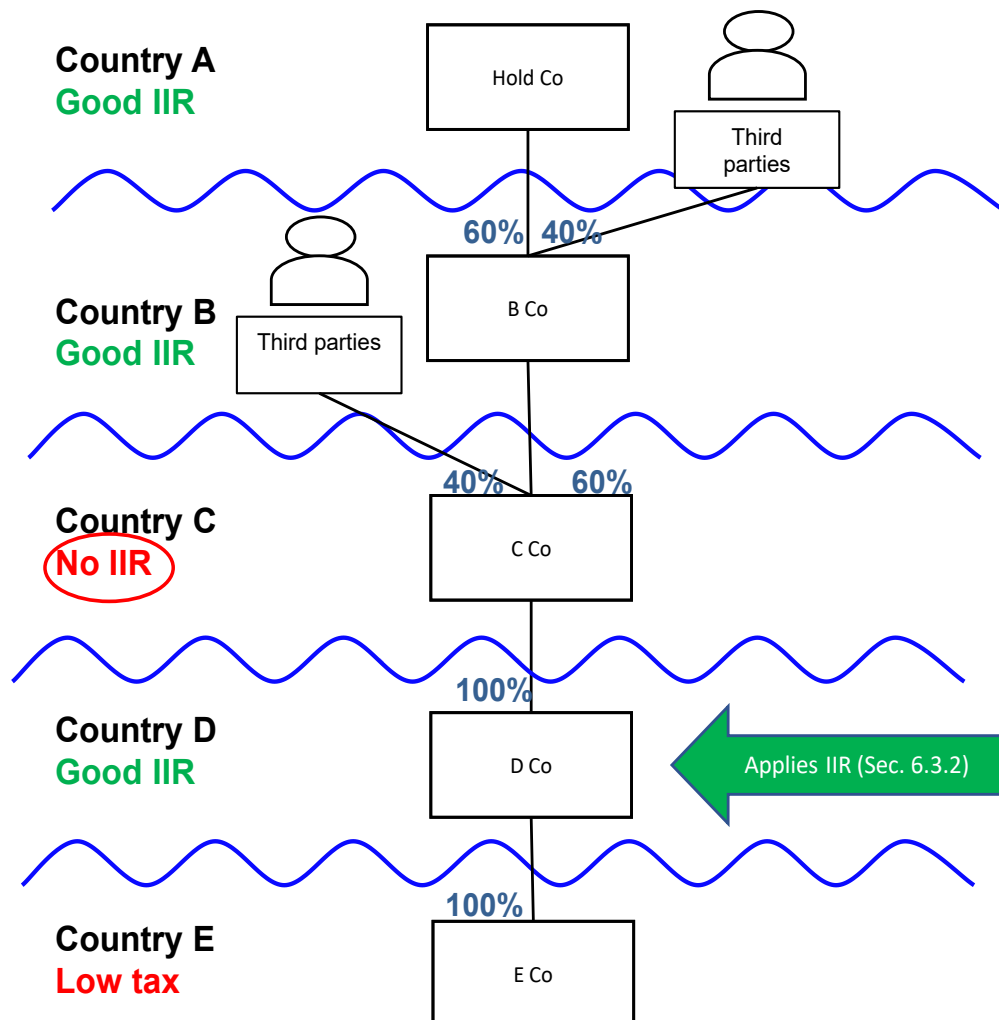 Country A
Good IIR
Hold Co
Third
parties
60%
40%
Country B
Good IIR
Third parties
B Co
40%
60%
Country C
No IIR
C Co
100%
Country D
Good IIR
D Co
Applies IIR (Sec. 6.3.2)
100%
Country E
Low tax
E Co